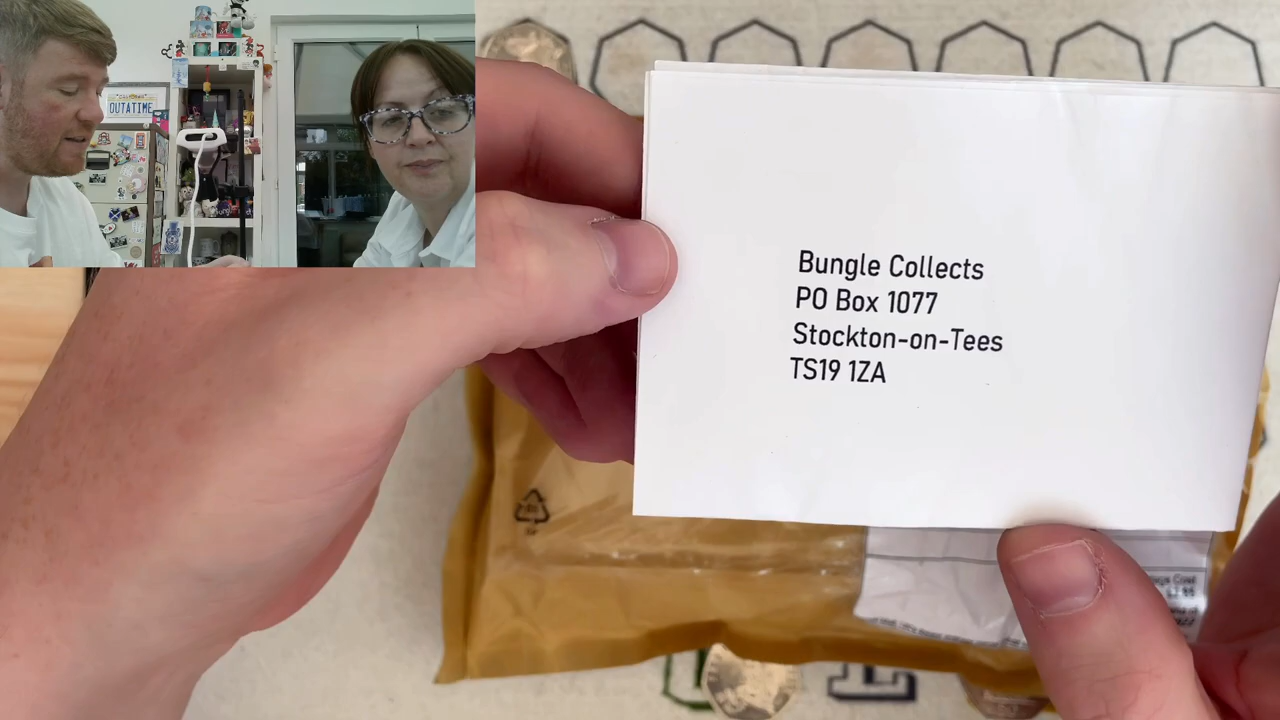 OUTATIME
Bungle Collects
PO Box 1077
Stockton-on-Tees
TS19 1ZA